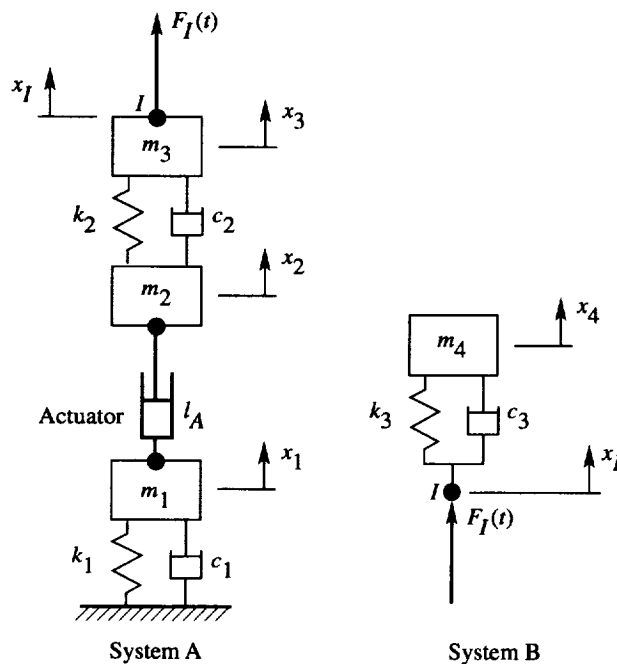 F_I(t)
x_I
I
x_3
m_3
k_2
c_2
x_2
m_2
Actuator
l_A
x_1
m_1
k_1
c_1
System A
x_4
m_4
k_3
c_3
I
F_I(t)
System B